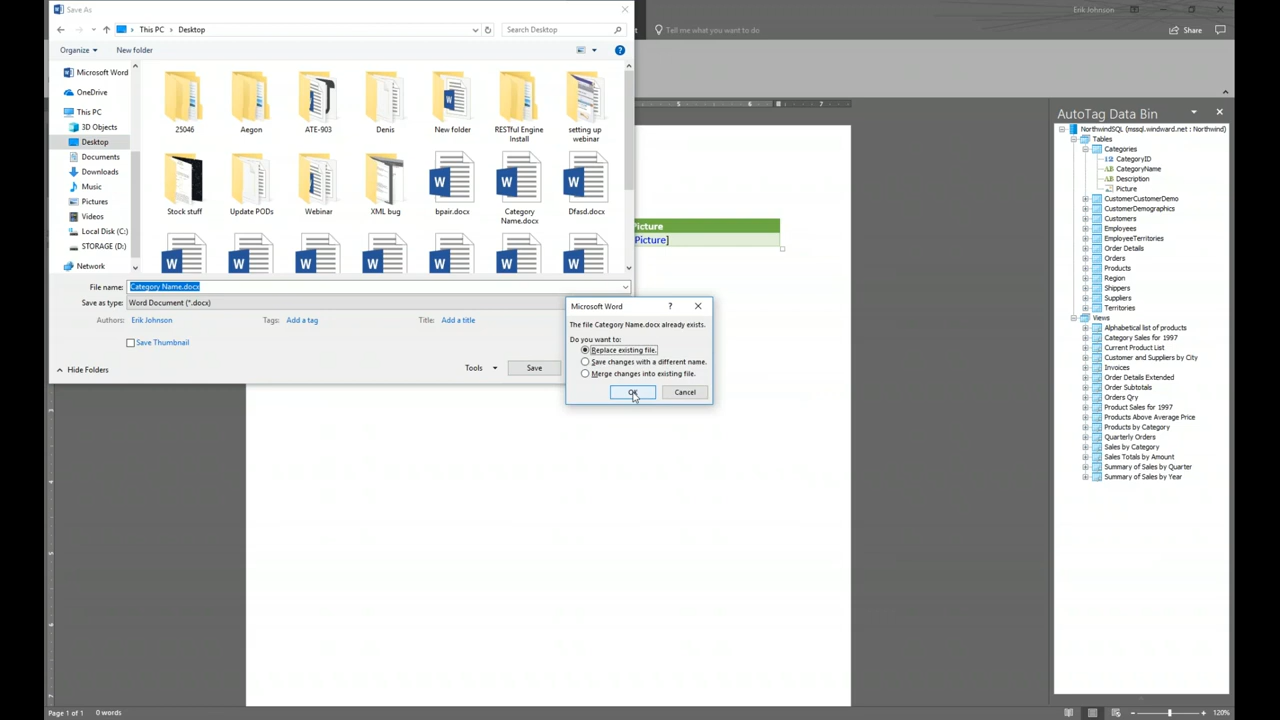 Save As
Erik Johnson
This PC
Desktop
Search Desktop
Tell me what you want to do
Share
Organize
New folder
Microsoft Word
OneDrive
This PC
3D Objects
Desktop
Documents
Downloads
Music
Pictures
Videos
Local Disk (C:)
STORAGE (D:)
Network
25046
Aegon
ATE-903
Denis
New folder
RESTful Engine
Install
setting up
webinar
Stock stuff
Update PODs
Webinar
XML bug
bpair.docx
Category
Name.docx
Dfasd.docx
File name: Category Name.docx
Save as type: Word Document (*.docx)
Authors: Erik Johnson
Tags: Add a tag
Title: Add a title
Save Thumbnail
Hide Folders
Tools
Save
Microsoft Word
?
The file Category Name.docx already exists.
Do you want to:
Replace existing file.
Save changes with a different name.
Merge changes into existing file.
OK
Cancel
Picture
Picture]
5
6
7
AutoTag Data Bin
NorthwindSQL (mssql.windward.net : Northwind)
Tables
Categories
CategoryID
CategoryName
Description
Picture
CustomerCustomerDemo
CustomerDemographics
Customers
Employees
EmployeeTerritories
Order Details
Orders
Products
Region
Shippers
Suppliers
Territories
Views
Alphabetical list of products
Category Sales for 1997
Current Product List
Customer and Suppliers by City
Invoices
Order Details Extended
Order Subtotals
Orders Qry
Product Sales for 1997
Products Above Average Price
Products by Category
Quarterly Orders
Sales by Category
Sales Totals by Amount
Summary of Sales by Quarter
Summary of Sales by Year
Page 1 of 1
0 words
120%